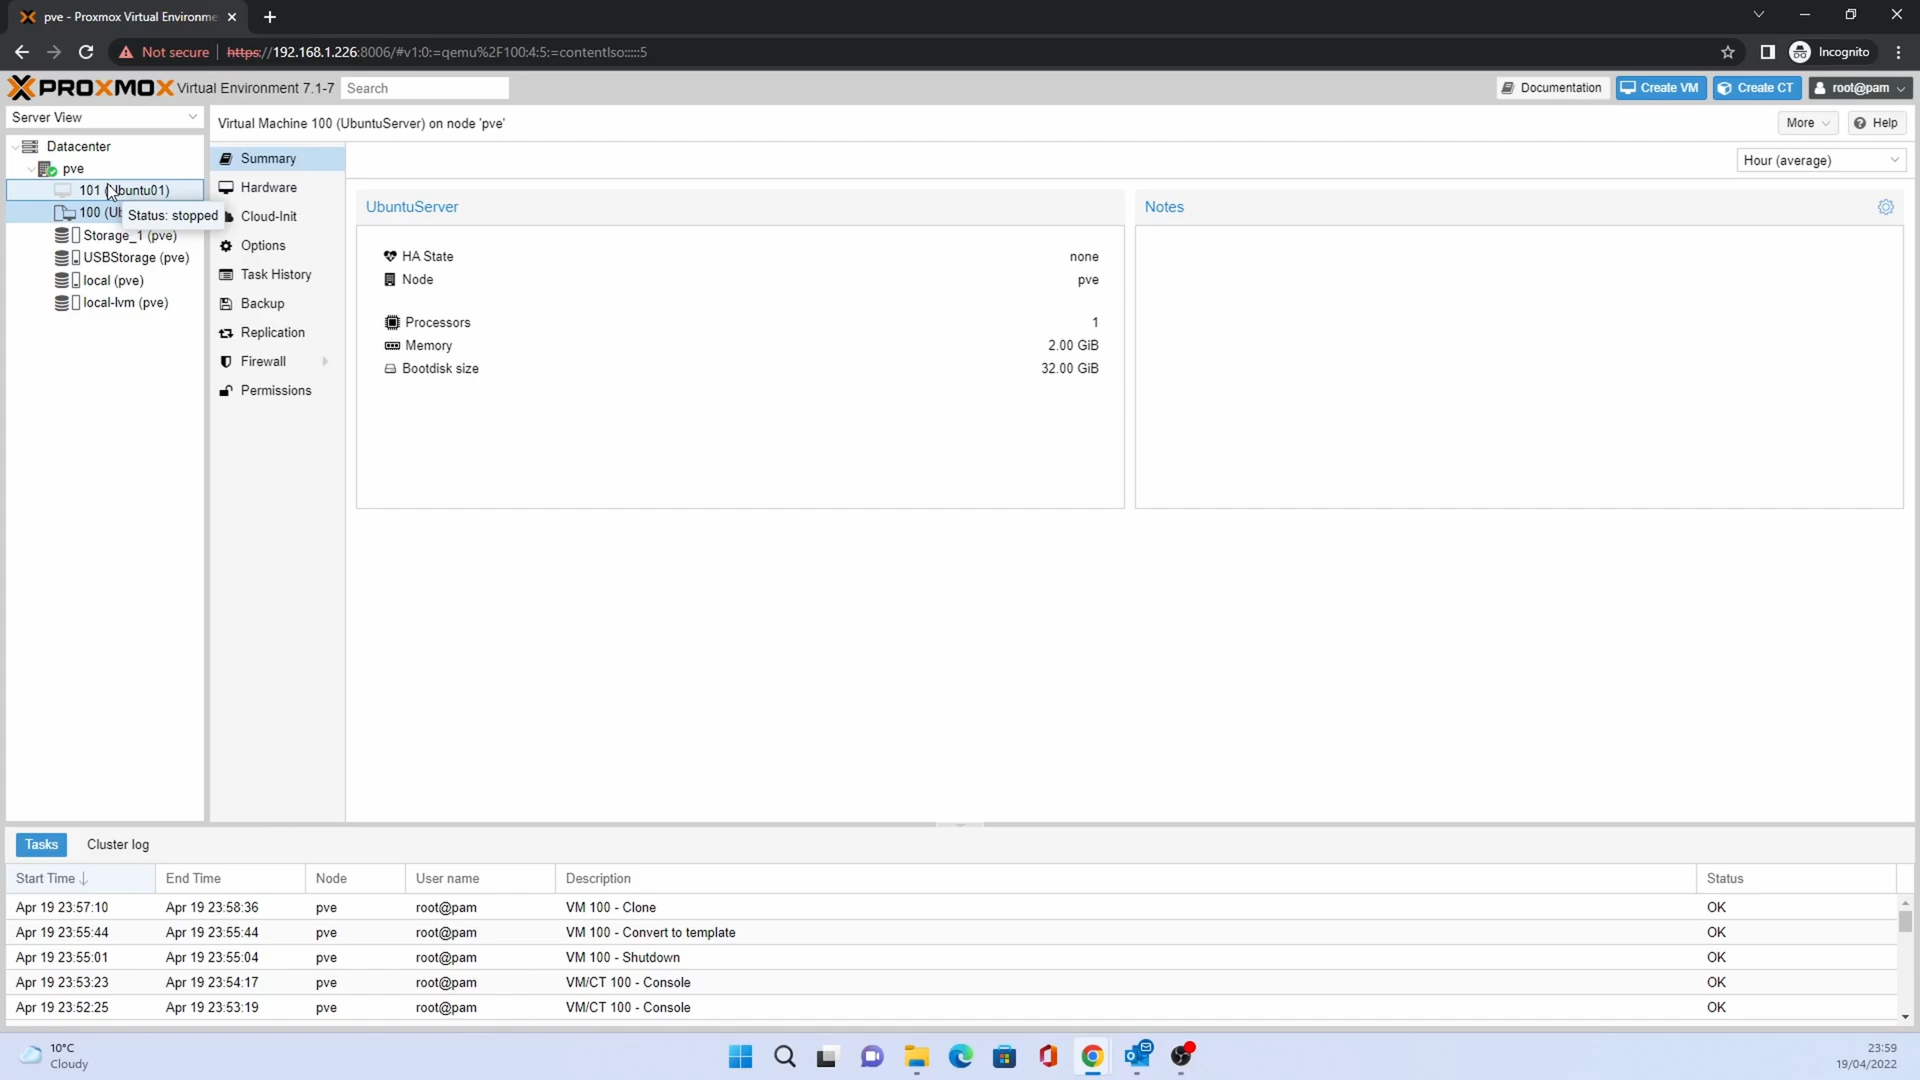 pve - Proxmox Virtual Environme
Not secure
https://192.168.1.226:8006/#v1:0:=qemu%2F100:4:5:=contentIso:::::5
Incognito
PROXMOX Virtual Environment 7.1-7
Search
Documentation
Create VM
Create CT
root@pam
Server View
Virtual Machine 100 (UbuntuServer) on node 'pve'
More
Help
Datacenter
pve
101 (Ubuntu01)
100 (Ub
Status: stopped
Storage_1 (pve)
USBStorage (pve)
local (pve)
local-lvm (pve)
Summary
Hardware
Cloud-Init
Options
Task History
Backup
Replication
Firewall
Permissions
Hour (average)
UbuntuServer
HA State none
Node pve
Processors 1
Memory 2.00 GiB
Bootdisk size 32.00 GiB
Notes
Tasks
Cluster log
Start Time End Time Node User name Description Status
Apr 19 23:57:10 Apr 19 23:58:36 pve root@pam VM 100 - Clone OK
Apr 19 23:55:44 Apr 19 23:55:44 pve root@pam VM 100 - Convert to template OK
Apr 19 23:55:01 Apr 19 23:55:04 pve root@pam VM 100 - Shutdown OK
Apr 19 23:53:23 Apr 19 23:54:17 pve root@pam VM/CT 100 - Console OK
Apr 19 23:52:25 Apr 19 23:53:19 pve root@pam VM/CT 100 - Console OK
10°C
Cloudy
23:59
19/04/2022